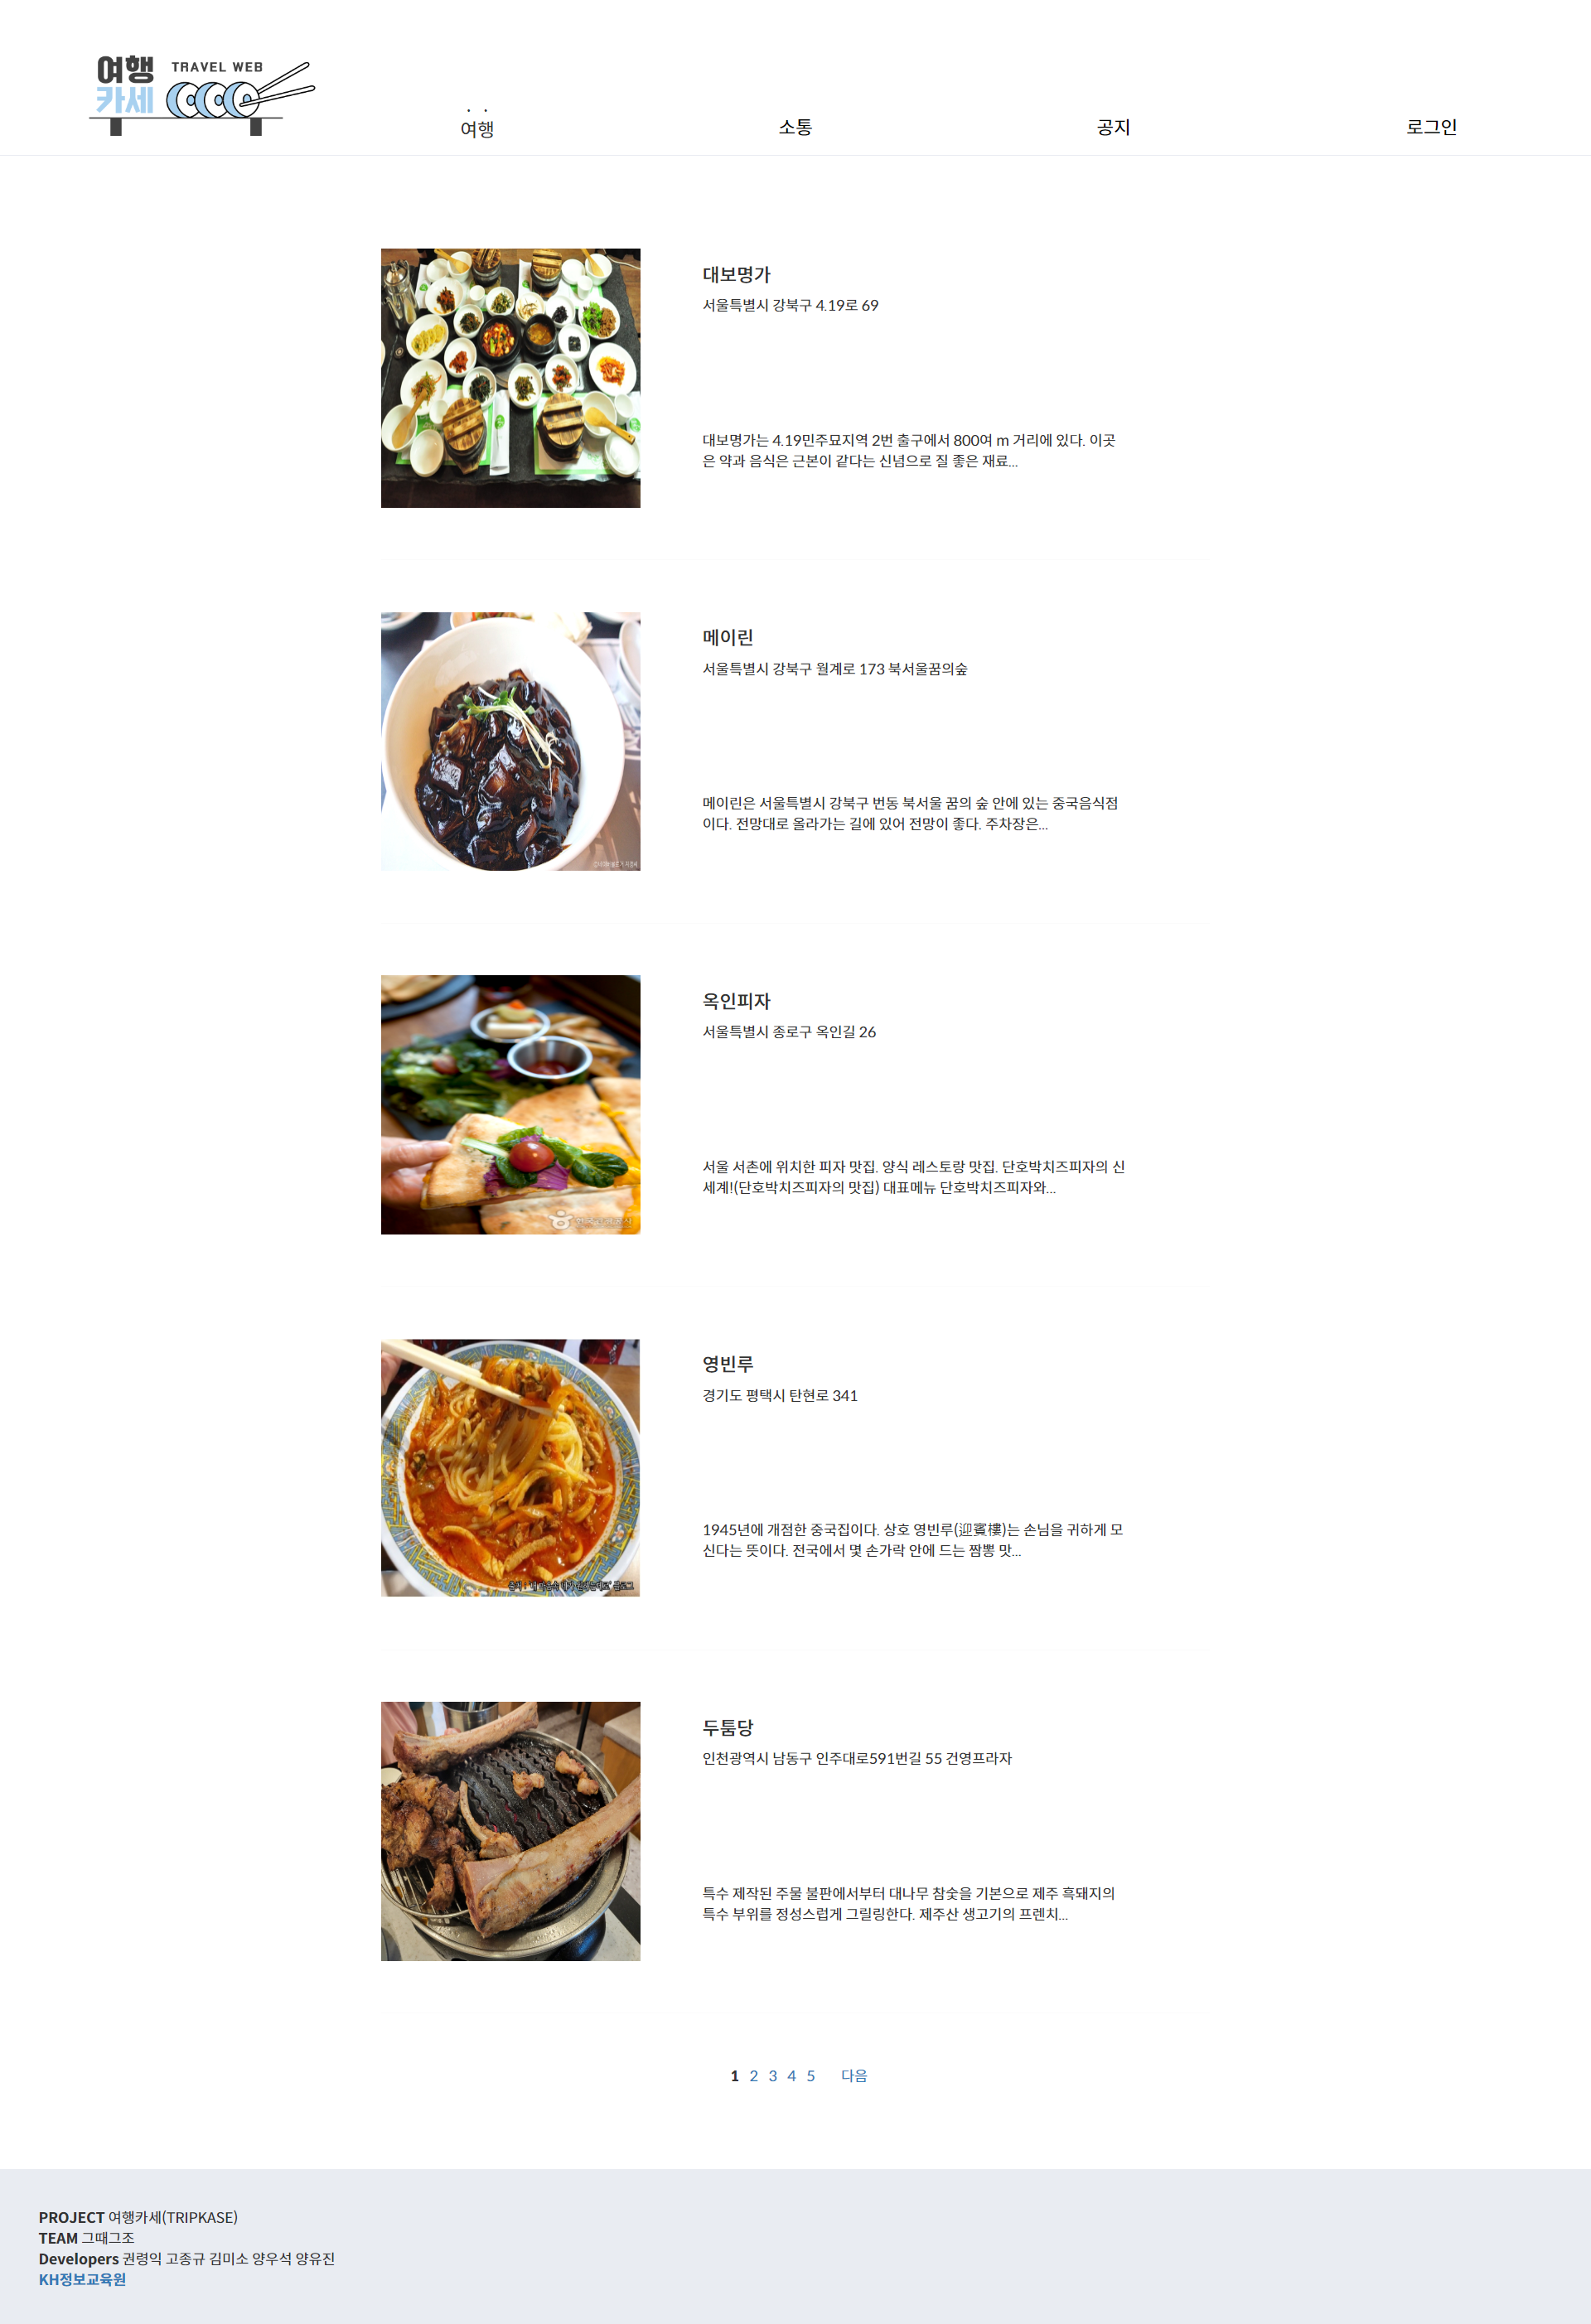 여행
카세
TRAVEL WEB
여행
소통
공지
로그인
대보명가
서울특별시 강북구 4.19로 69
대보명가는 4.19민주묘지역 2번 출구에서 800여 m 거리에 있다. 이곳
은 약과 음식은 근본이 같다는 신념으로 질 좋은 재료...
메이린
서울특별시 강북구 월계로 173 북서울꿈의숲
메이린은 서울특별시 강북구 번동 북서울 꿈의 숲 안에 있는 중국음식점
이다. 전망대로 올라가는 길에 있어 전망이 좋다. 주차장은...
옥인피자
서울특별시 종로구 옥인길 26
서울 서촌에 위치한 피자 맛집. 양식 레스토랑 맛집. 단호박치즈피자의 신
세계!(단호박치즈피자의 맛집) 대표메뉴 단호박치즈피자와...
한국관광공사
영빈루
경기도 평택시 탄현로 341
1945년에 개점한 중국집이다. 상호 영빈루(迎賓樓)는 손님을 귀하게 모
신다는 뜻이다. 전국에서 몇 손가락 안에 드는 짬뽕 맛...
두툼당
인천광역시 남동구 인주대로591번길 55 건영프라자
특수 제작된 주물 불판에서부터 대나무 참숯을 기본으로 제주 흑돼지의
특수 부위를 정성스럽게 그릴링한다. 제주산 생고기의 프렌치...
1 2 3 4 5 다음
PROJECT 여행카세(TRIPKASE)
TEAM 그때그조
Developers 권령익 고종규 김미소 양우석 양유진
KH정보교육원